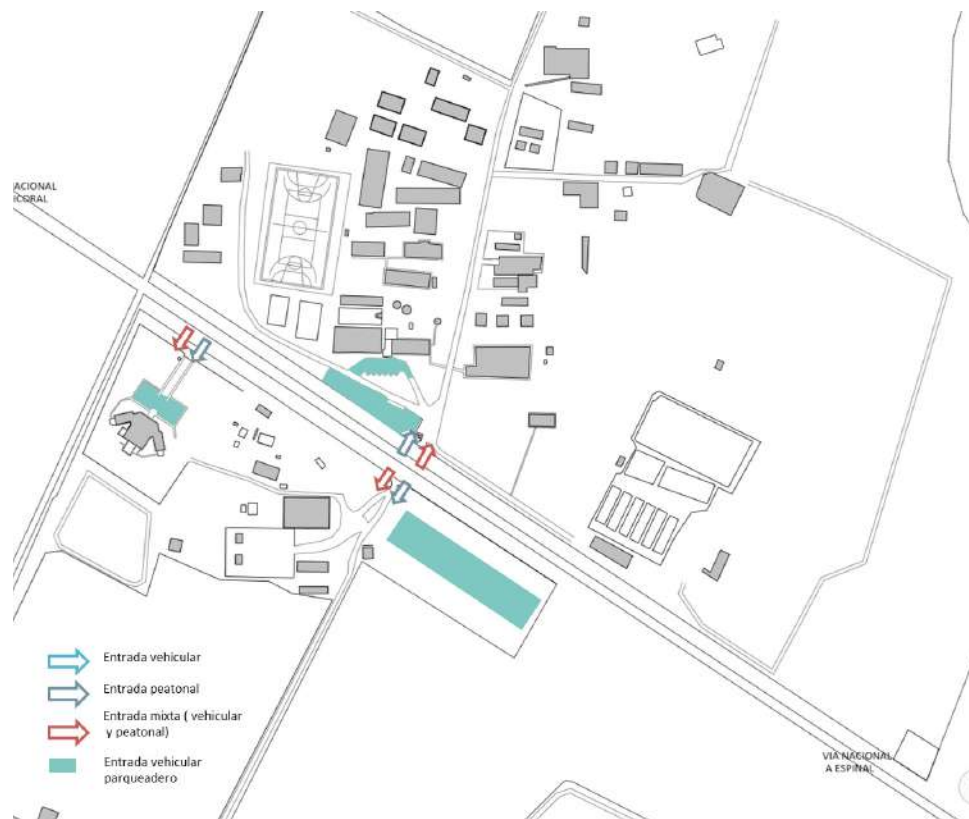 ACIONAL
ICORAL
Entrada vehicular
Entrada peatonal
Entrada mixta ( vehicular
y peatonal)
Entrada vehicular
parqueadero
VIA NACIONAL
A ESPINAL